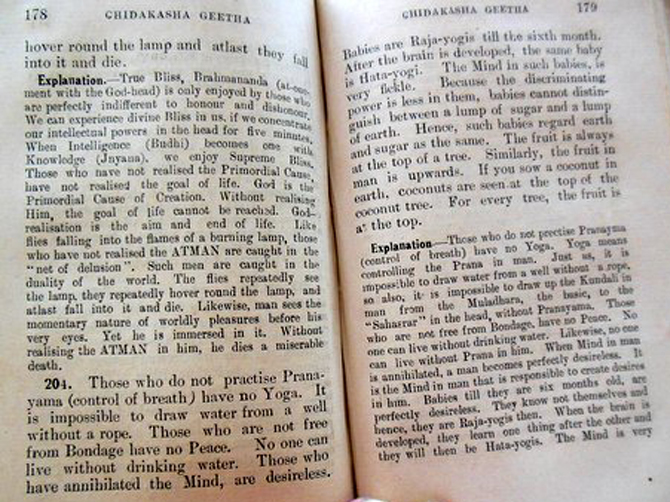 178 CHIDAKASHA GEETHA
hover round the lamp and atlast they fall
into it and die.
Explanation.—True Bliss, Brahmananda (at-one-
ment with the God-head) is only enjoyed by those who
are perfectly indifferent to honour and dishonour.
We can experience divine Bliss in us, if we concentrate
our intellectual powers in the head for five minutes.
When Intelligence (Budhi) becomes one with
Knowledge (Jnyana), we enjoy Supreme Bliss.
Those who have not realised the Primordial Cause,
have not realised the goal of life. God is the
Primordial Cause of Creation. Without realising
Him, the goal of life cannot be reached. God-
realisation is the aim and end of life. Like
flies falling into the flames of a burning lamp, those
who have not realised the ATMAN are caught in the
"net of delusion". Such men are caught in the
duality of the world. The flies repeatedly see
the lamp, they repeatedly hover round the lamp, and
atlast fall into it and die. Likewise, man sees the
momentary nature of worldly pleasures before his
very eyes. Yet he is immersed in it. Without
realising the ATMAN in him, he dies a miserable
death.
204. Those who do not practise Prana-
yama (control of breath) have no Yoga. It
is impossible to draw water from a well
without a rope. Those who are not free
from Bondage have no Peace. No one can
live without drinking water. Those who
have annihilated the Mind, are desireless.
CHIDAKASHA GEETHA 179
Babies are Raja-yogis till the sixth month.
After the brain is developed, the same baby
is Hata-yogi. The Mind in such babies, is
very fickle. Because the discriminating
power is less in them, babies cannot distin-
guish between a lump of sugar and a lump
of earth. Hence, such babies regard earth
and sugar as the same. The fruit is always
at the top of a tree. Similarly, the fruit in
man is upwards. If you sow a coconut in
earth, coconuts are seen at the top of the
coconut tree. For every tree, the fruit is
at the top.
Explanation—Those who do not prectise Pranayma
(control of breath) have no Yoga. Yoga means
controlling the Prana in man. Just as, it is
impossible to draw water from a well without a rope,
so also, it is impossible to draw up the Kundali in
man from the Muladhara, the basic, to the
"Sahasrar" in the head, without Pranayama. Those
who are not free from Bondage, have no Peace. No
one can live without drinking water. Likewise, no one
can live without Prana in him. When Mind in man
is annihilated, a man becomes perfectly desireless. It
is the Mind in man that is responsible to create desires
in him. Babies till they are six months old, are
perfectly desireless. They know not themselves and
hence, they are Raja-yogis then. When the brain is
developed, they learn one thing after the other and
they will then be Hata-yogis. The Mind is very